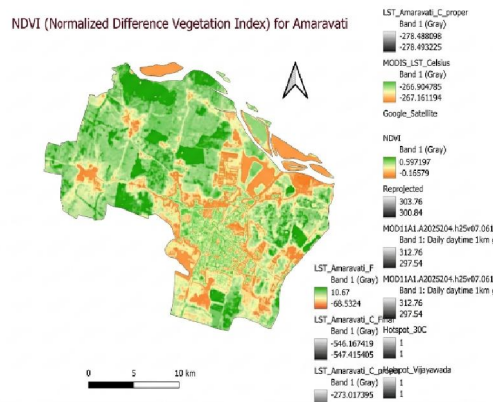 NDVI (Normalized Difference Vegetation Index) for Amaravati
LST_Amaravati_C_proper
Band 1 (Gray)
-278.488098
-278.493225
MODIS_LST_Celsius
Band 1 (Gray)
-266.904785
-267.161194
Google_Satellite
NDVI
Band 1 (Gray)
0.597197
-0.16579
Reprojected
303.76
300.84
MOD11A1.A2025204.h25v07.061
Band 1: Daily daytime 1km
312.76
297.54
MOD11A1.A2025204.h25v07.061
Band 1: Daily daytime 1km
312.76
297.54
Hotspot_30C
1
1
Hotspot_Vijayawada
1
1
LST_Amaravati_F
Band 1 (Gray)
10.67
-68.5324
LST_Amaravati_C_Final
Band 1 (Gray)
-546.167419
-547.415405
LST_Amaravati_C_proper
Band 1 (Gray)
-273.017395
0 5 10 km